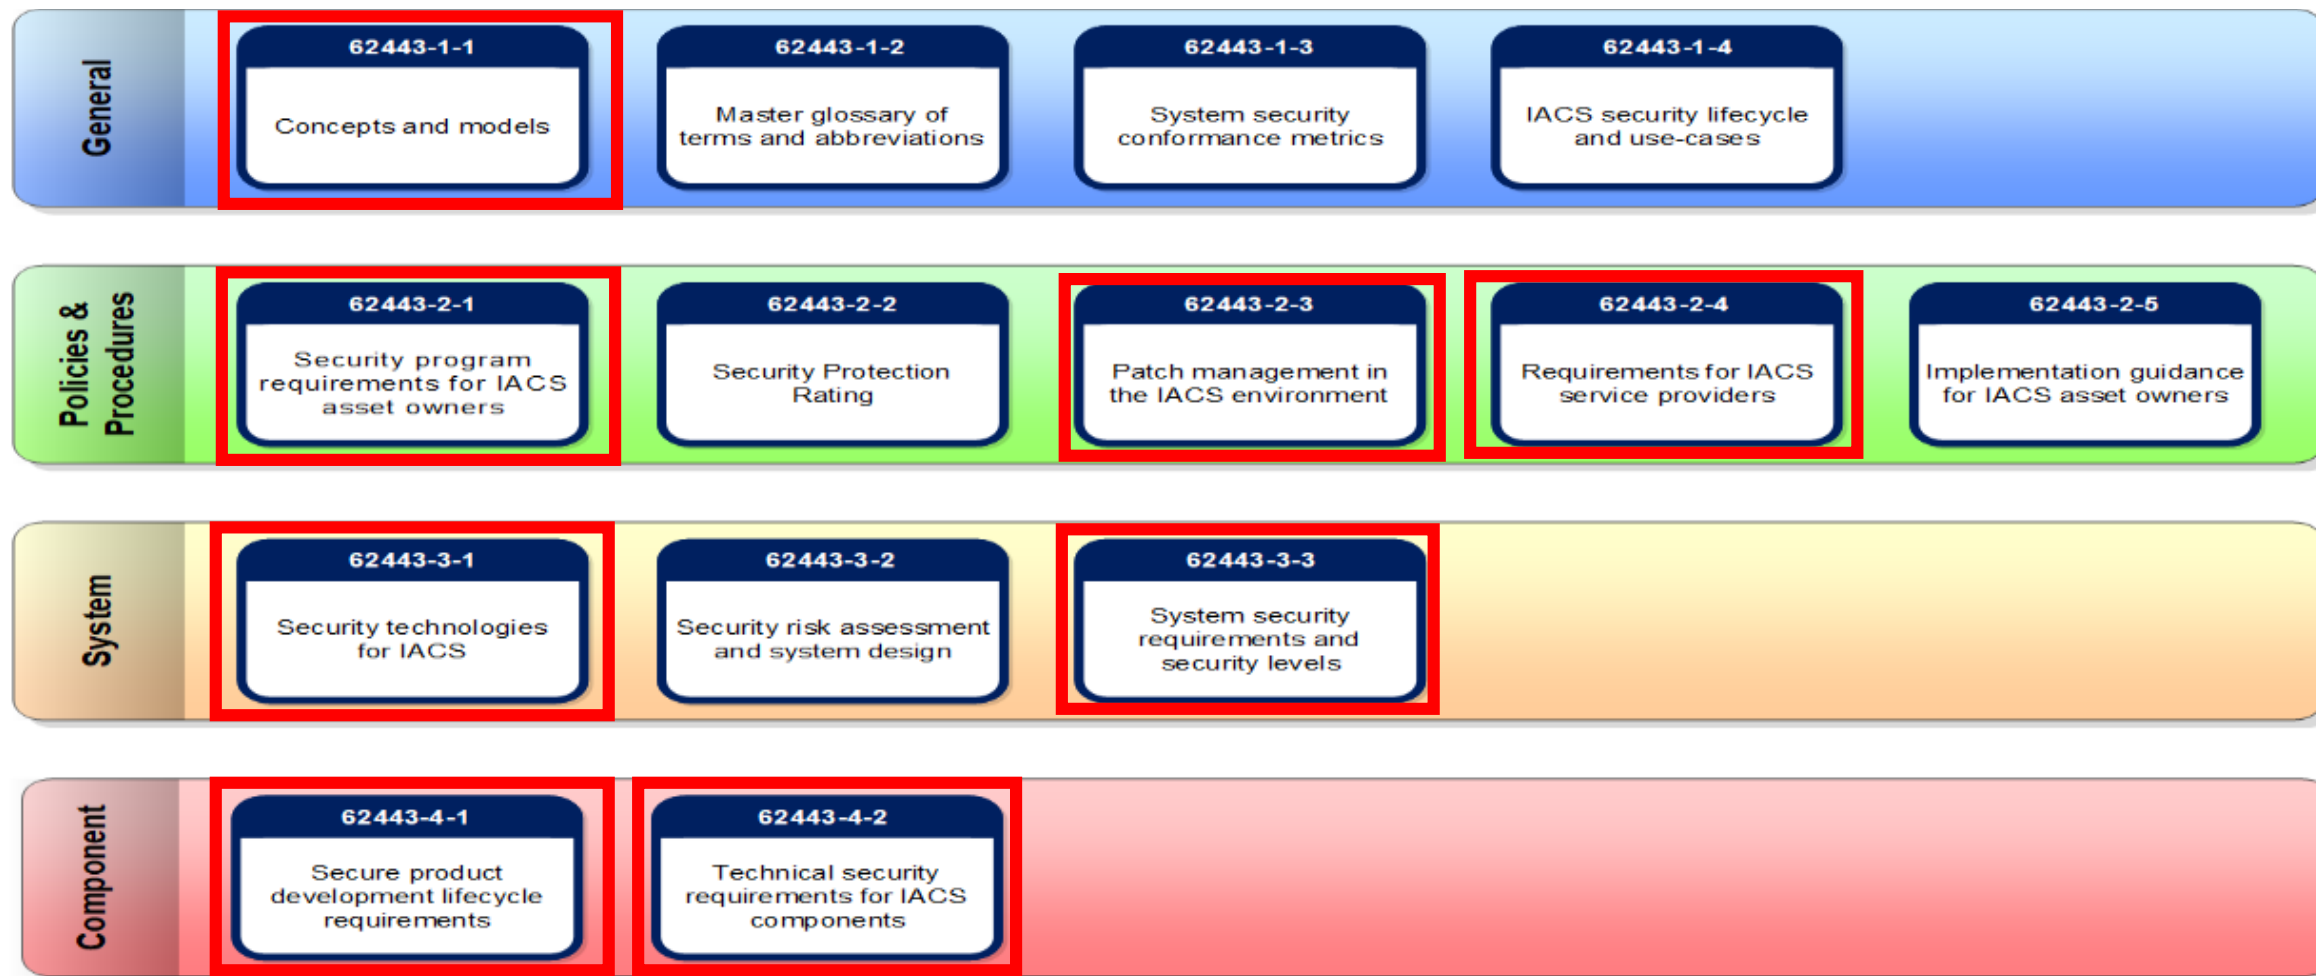 General
62443-1-1
Concepts and models
62443-1-2
Master glossary of
terms and abbreviations
62443-1-3
System security
conformance metrics
62443-1-4
IACS security lifecycle
and use-cases
Policies &
Procedures
62443-2-1
Security program
requirements for IACS
asset owners
62443-2-2
Security Protection
Rating
62443-2-3
Patch management in
the IACS environment
62443-2-4
Requirements for IACS
service providers
62443-2-5
Implementation guidance
for IACS asset owners
System
62443-3-1
Security technologies
for IACS
62443-3-2
Security risk assessment
and system design
62443-3-3
System security
requirements and
security levels
Component
62443-4-1
Secure product
development lifecycle
requirements
62443-4-2
Technical security
requirements for IACS
components